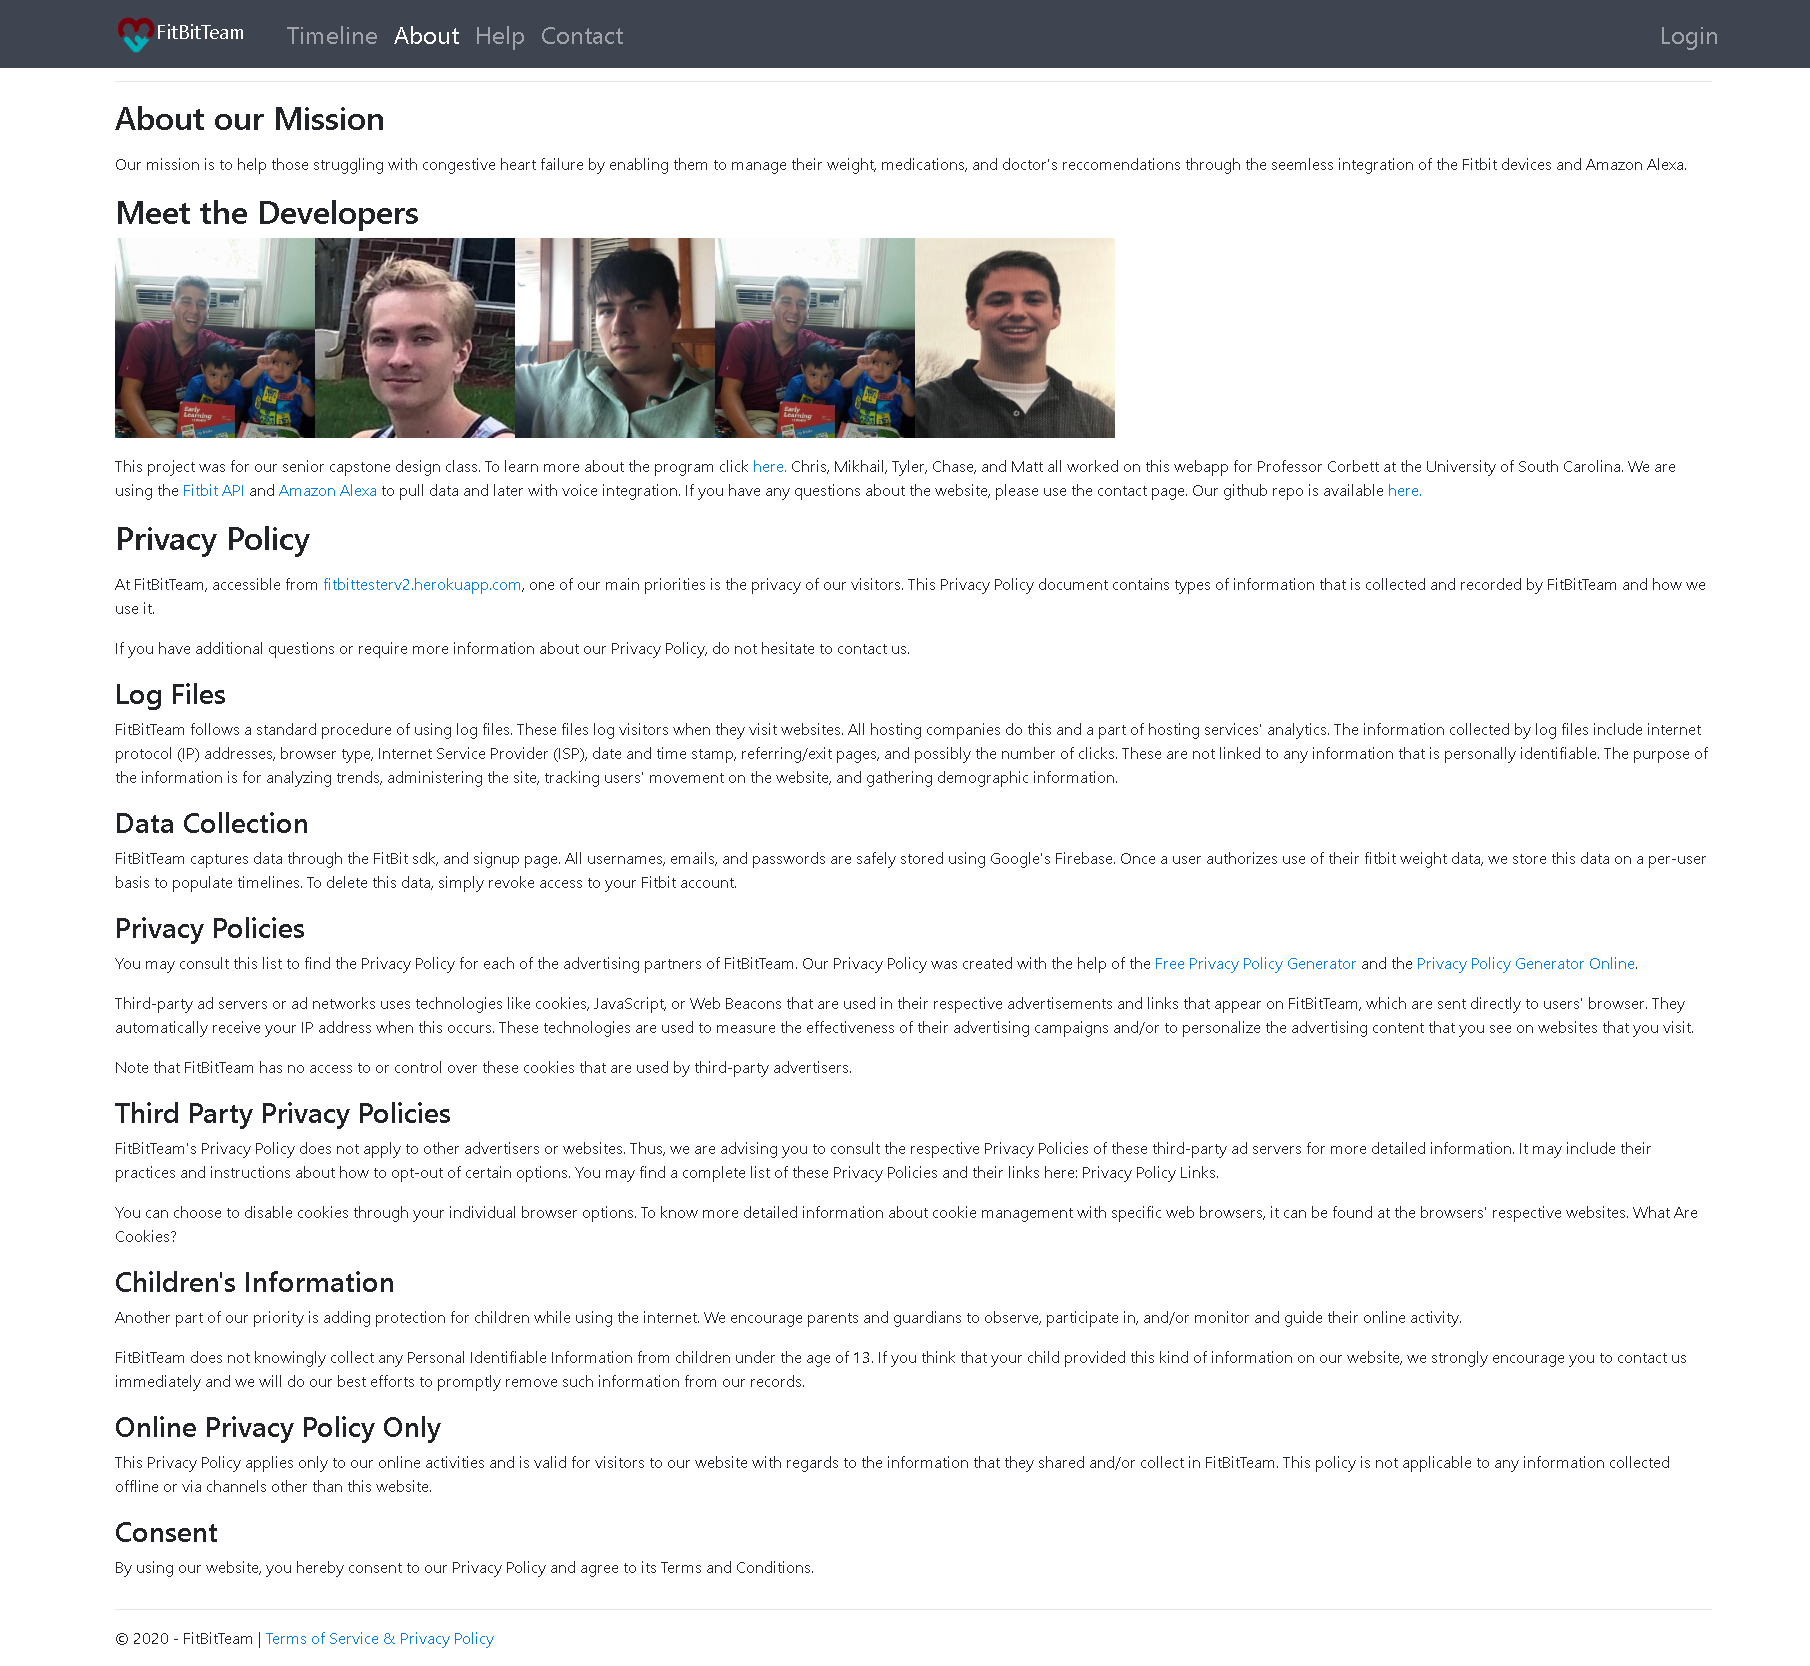 FitBitTeam Timeline About Help Contact Login
About our Mission
Our mission is to help those struggling with congestive heart failure by enabling them to manage their weight, medications, and doctor's reccomendations through the seemless integration of the Fitbit devices and Amazon Alexa.
Meet the Developers
Early
Learning
This project was for our senior capstone design class. To learn more about the program click here. Chris, Mikhail, Tyler, Chase, and Matt all worked on this webapp for Professor Corbett at the University of South Carolina. We are
using the Fitbit API and Amazon Alexa to pull data and later with voice integration. If you have any questions about the website, please use the contact page. Our github repo is available here.
Privacy Policy
At FitBitTeam, accessible from fitbittesterv2.herokuapp.com, one of our main priorities is the privacy of our visitors. This Privacy Policy document contains types of information that is collected and recorded by FitBitTeam and how we
use it.
If you have additional questions or require more information about our Privacy Policy, do not hesitate to contact us.
Log Files
FitBitTeam follows a standard procedure of using log files. These files log visitors when they visit websites. All hosting companies do this and a part of hosting services' analytics. The information collected by log files include internet
protocol (IP) addresses, browser type, Internet Service Provider (ISP), date and time stamp, referring/exit pages, and possibly the number of clicks. These are not linked to any information that is personally identifiable. The purpose of
the information is for analyzing trends, administering the site, tracking users' movement on the website, and gathering demographic information.
Data Collection
FitBitTeam captures data through the FitBit sdk, and signup page. All usernames, emails, and passwords are safely stored using Google's Firebase. Once a user authorizes use of their fitbit weight data, we store this data on a per-user
basis to populate timelines. To delete this data, simply revoke access to your Fitbit account.
Privacy Policies
You may consult this list to find the Privacy Policy for each of the advertising partners of FitBitTeam. Our Privacy Policy was created with the help of the Free Privacy Policy Generator and the Privacy Policy Generator Online.
Third-party ad servers or ad networks uses technologies like cookies, JavaScript, or Web Beacons that are used in their respective advertisements and links that appear on FitBitTeam, which are sent directly to users' browser. They
automatically receive your IP address when this occurs. These technologies are used to measure the effectiveness of their advertising campaigns and/or to personalize the advertising content that you see on websites that you visit.
Note that FitBitTeam has no access to or control over these cookies that are used by third-party advertisers.
Third Party Privacy Policies
FitBitTeam's Privacy Policy does not apply to other advertisers or websites. Thus, we are advising you to consult the respective Privacy Policies of these third-party ad servers for more detailed information. It may include their
practices and instructions about how to opt-out of certain options. You may find a complete list of these Privacy Policies and their links here: Privacy Policy Links.
You can choose to disable cookies through your individual browser options. To know more detailed information about cookie management with specific web browsers, it can be found at the browsers' respective websites. What Are
Cookies?
Children's Information
Another part of our priority is adding protection for children while using the internet. We encourage parents and guardians to observe, participate in, and/or monitor and guide their online activity.
FitBitTeam does not knowingly collect any Personal Identifiable Information from children under the age of 13. If you think that your child provided this kind of information on our website, we strongly encourage you to contact us
immediately and we will do our best efforts to promptly remove such information from our records.
Online Privacy Policy Only
This Privacy Policy applies only to our online activities and is valid for visitors to our website with regards to the information that they shared and/or collect in FitBitTeam. This policy is not applicable to any information collected
offline or via channels other than this website.
Consent
By using our website, you hereby consent to our Privacy Policy and agree to its Terms and Conditions.
© 2020 - FitBitTeam | Terms of Service & Privacy Policy